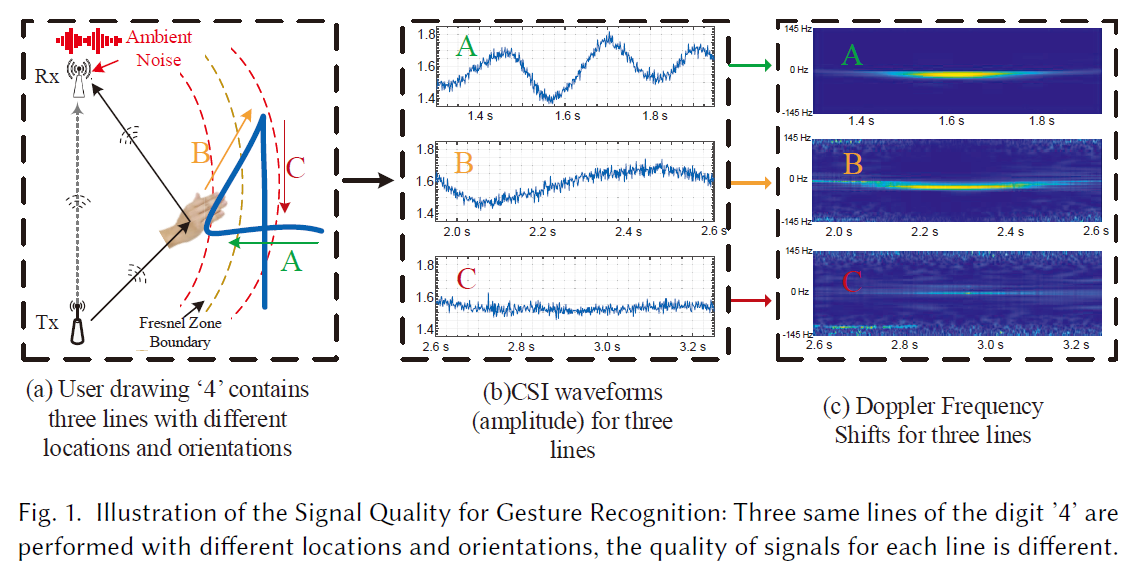 Ambient
Noise
Rx
B
C
A
Tx
Fresnel Zone
Boundary
(a) User drawing ‘4’ contains
three lines with different
locations and orientations
1.8
A
1.6
1.4
1.4 s
1.6 s
1.8 s
1.8
B
1.6
1.4
2.0 s
2.2 s
2.4 s
2.6 s
1.8
C
1.6
1.4
2.6 s
2.8 s
3.0 s
3.2 s
(b)CSI waveforms
(amplitude) for three
lines
145 Hz
A
0 Hz
-145 Hz
1.4 s
1.6 s
1.8 s
145 Hz
B
0 Hz
-145 Hz
2.0 s
2.2 s
2.4 s
2.6 s
145 Hz
C
0 Hz
-145 Hz
2.6 s
2.8 s
3.0 s
3.2 s
(c) Doppler Frequency
Shifts for three lines
Fig. 1. Illustration of the Signal Quality for Gesture Recognition: Three same lines of the digit ’4’ are
performed with different locations and orientations, the quality of signals for each line is different.